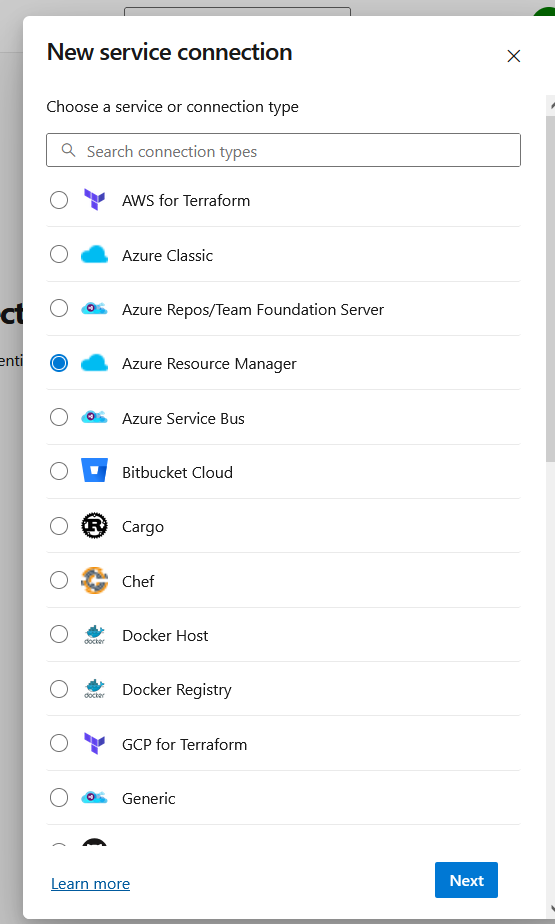 New service connection
Choose a service or connection type
Search connection types
AWS for Terraform
Azure Classic
Azure Repos/Team Foundation Server
Azure Resource Manager
Azure Service Bus
Bitbucket Cloud
Cargo
Chef
docker
Docker Host
docker
Docker Registry
GCP for Terraform
Generic
Learn more
Next